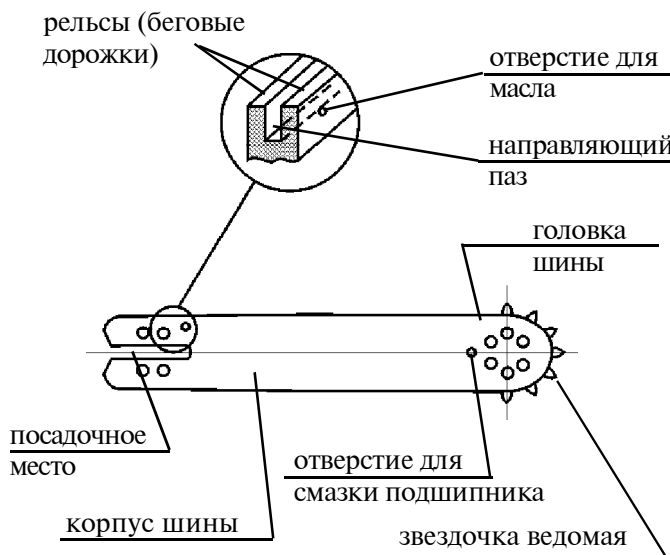 рельсы (беговые
дорожки)
отверстие для
масла
направляющий
паз
головка
шины
посадочное
место
отверстие для
смазки подшипника
корпус шины
звездочка ведомая